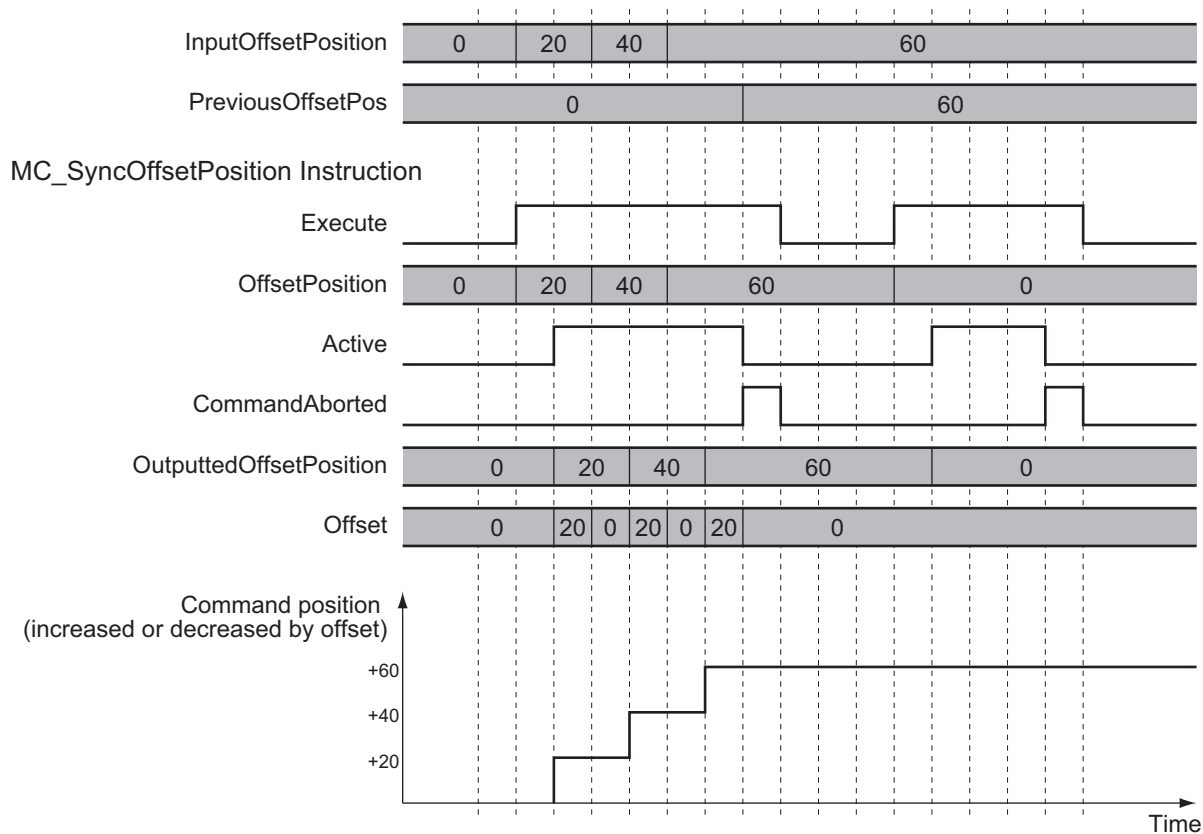 InputOffsetPosition 0 20 40 60
PreviousOffsetPos 0 60
MC_SyncOffsetPosition Instruction
Execute
OffsetPosition 0 20 40 60 0
Active
CommandAborted
OutputtedOffsetPosition 0 20 40 60 0
Offset 0 20 0 20 0 20 0
Command position
(increased or decreased by offset)
+60
+40
+20
Time